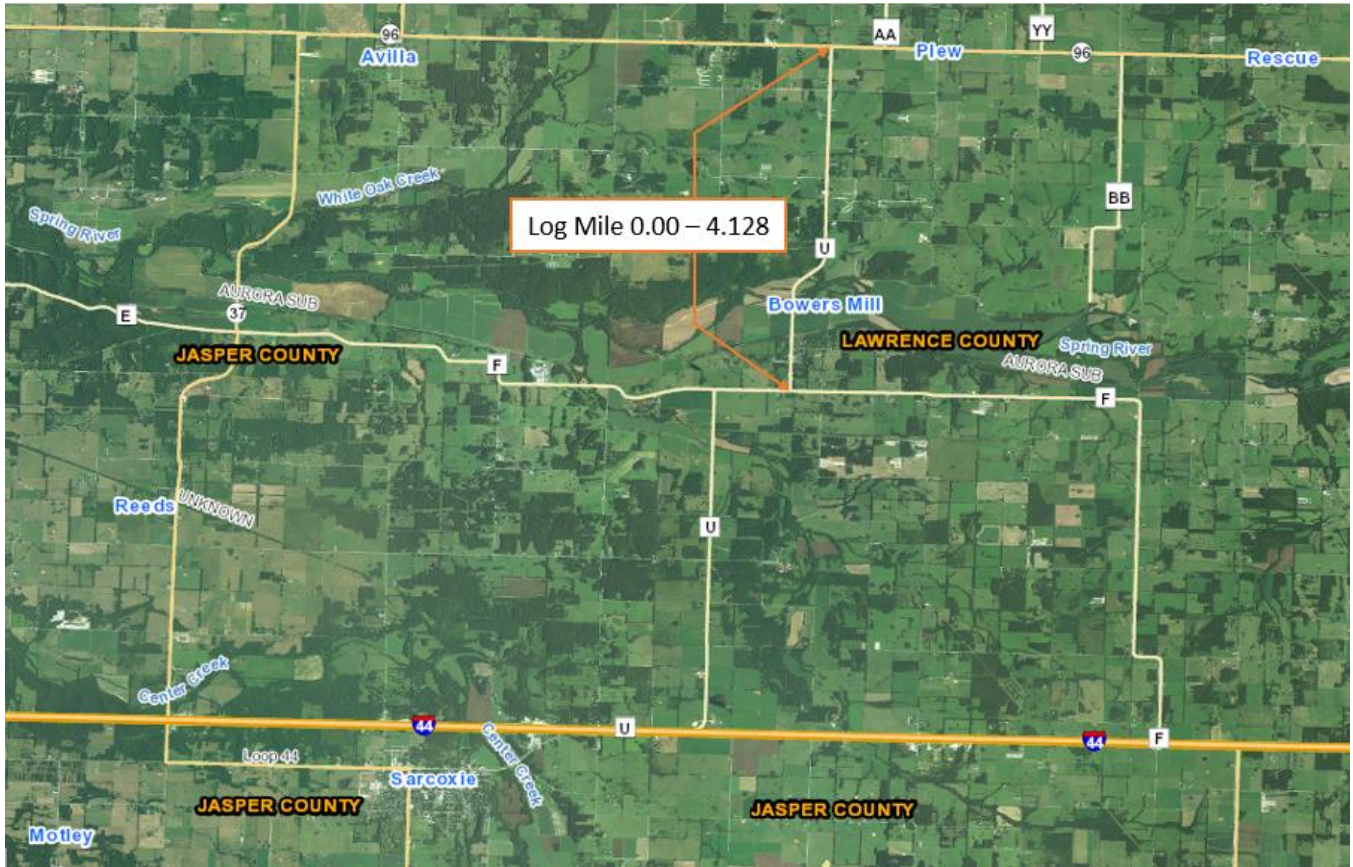 96
AA
YY
Avilla
Plew
96
Rescue
White Oak Creek
Spring River
BB
Log Mile 0.00 – 4.128
U
AURORA SUB
Bowers Mill
E
37
JASPER COUNTY
LAWRENCE COUNTY
Spring River
F
AURORA SUB
F
Reeds
UNKNOWN
U
Center Creek
44
U
44
F
Loop 44
Center Creek
Sarcoxie
JASPER COUNTY
JASPER COUNTY
Motley